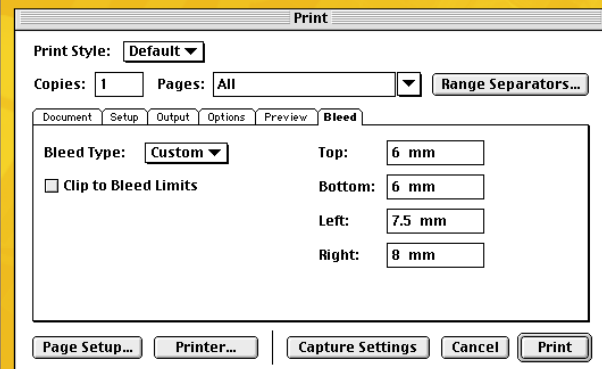 Print
Print Style: Default
Copies: 1 Pages: All Range Separators...
Document Setup Output Options Preview Bleed
Bleed Type: Custom Top: 6 mm
Clip to Bleed Limits Bottom: 6 mm
Left: 7.5 mm
Right: 8 mm
Page Setup... Printer... Capture Settings Cancel Print